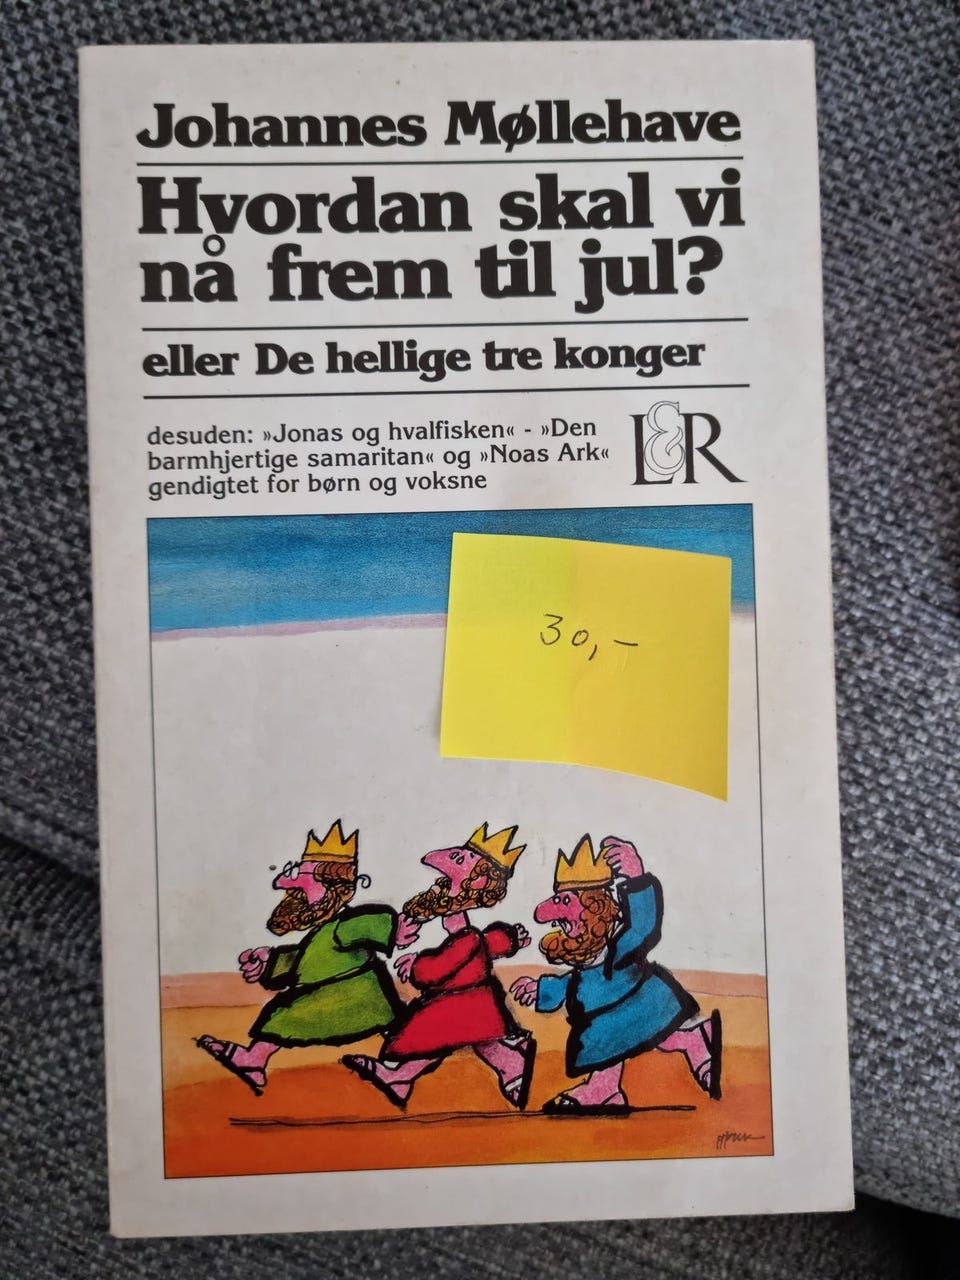 Johannes Møllehave
Hvordan skal vi
nå frem til jul?
eller De hellige tre konger
desuden: »Jonas og hvalfisken« - »Den
barmhjertige samaritan« og »Noas Ark«
gendigtet for børn og voksne
L&R
30,-